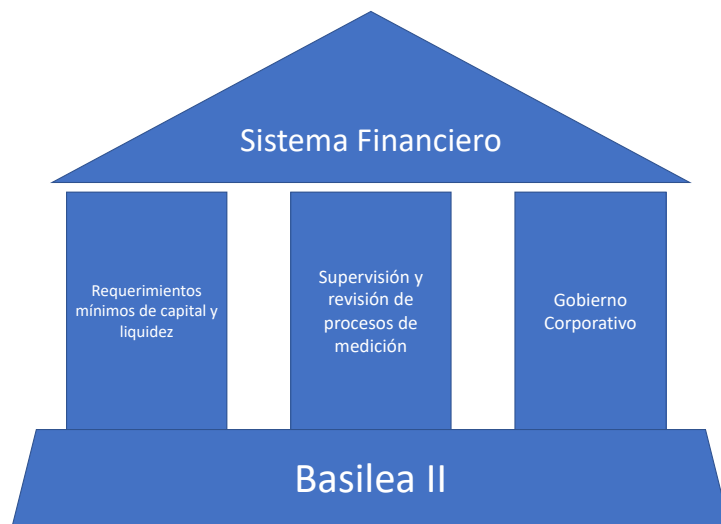 Sistema Financiero
Requerimientos
mínimos de capital y
liquidez
Supervisión y
revisión de
procesos de
medición
Gobierno
Corporativo
Basilea II